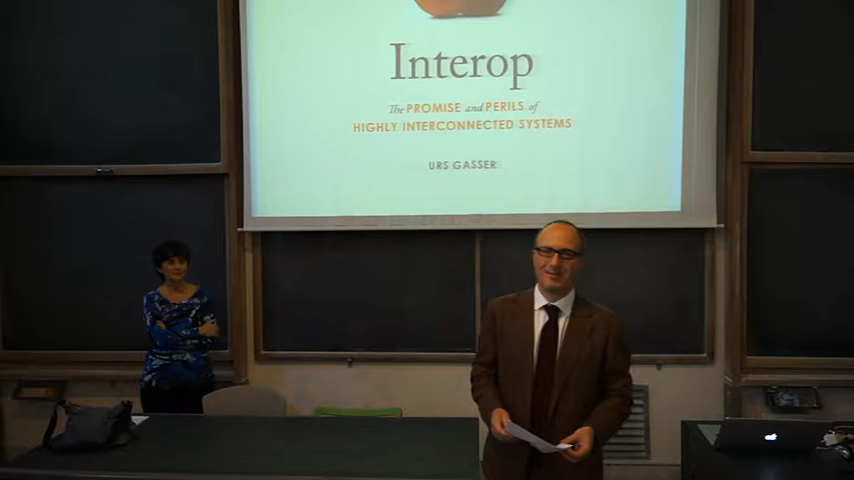 Interop
The PROMISE and PERILS of
HIGHLY INTERCONNECTED SYSTEMS
URS GASSER